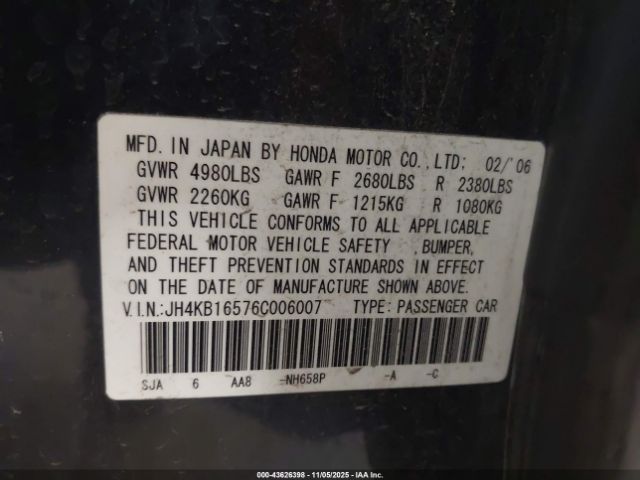 MFD. IN JAPAN BY HONDA MOTOR CO.,LTD: 02/'06
GVWR 4980LBS GAWR F 2680LBS R 2380LBS
GVWR 2260KG GAWR F 1215KG R 1080KG
THIS VEHICLE CONFORMS TO ALL APPLICABLE
FEDERAL MOTOR VEHICLE SAFETY ,BUMPER,
AND THEFT PREVENTION STANDARDS IN EFFECT
ON THE DATE OF MANUFACTURE SHOWN ABOVE.
V.I.N.:JH4KB16576C006007 TYPE: PASSENGER CAR
SJA 6 AA8 -NH658P -A -C
000-43626398 - 11/05/2025 - IAA Inc.